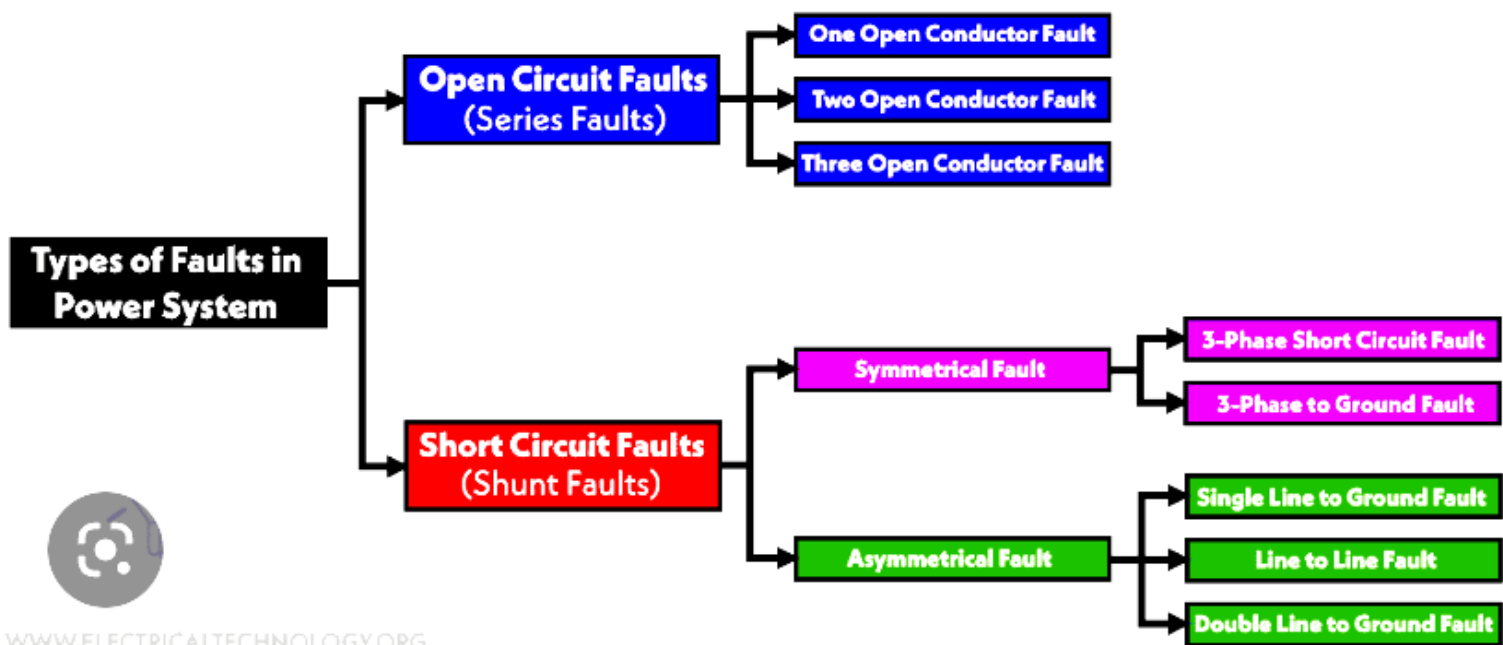 One Open Conductor Fault
Open Circuit Faults
(Series Faults)
Two Open Conductor Fault
Three Open Conductor Fault
Types of Faults in
Power System
3-Phase Short Circuit Fault
Symmetrical Fault
3-Phase to Ground Fault
Short Circuit Faults
(Shunt Faults)
Single Line to Ground Fault
Asymmetrical Fault
Line to Line Fault
Double Line to Ground Fault
WWW.ELECTRICALTECHNOLOGY.ORG